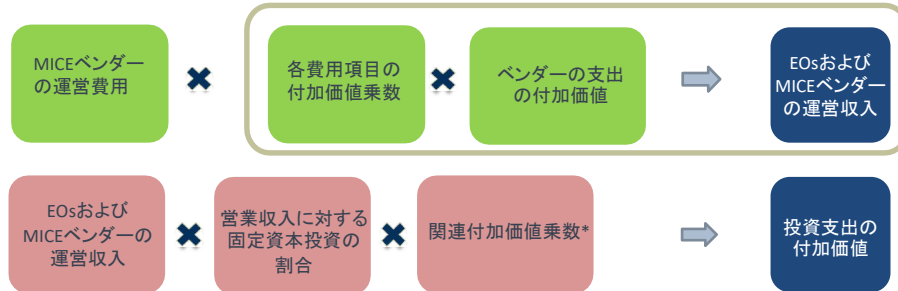 MICEベンダー
の運営費用
各費用項目の
付加価値乗数
ベンダーの支出
の付加価値
EOsおよび
MICEベンダー
の運営収入
EOsおよび
MICEベンダーの
運営収入
営業収入に対する
固定資本投資の
割合
関連付加価値乗数*
投資支出の
付加価値